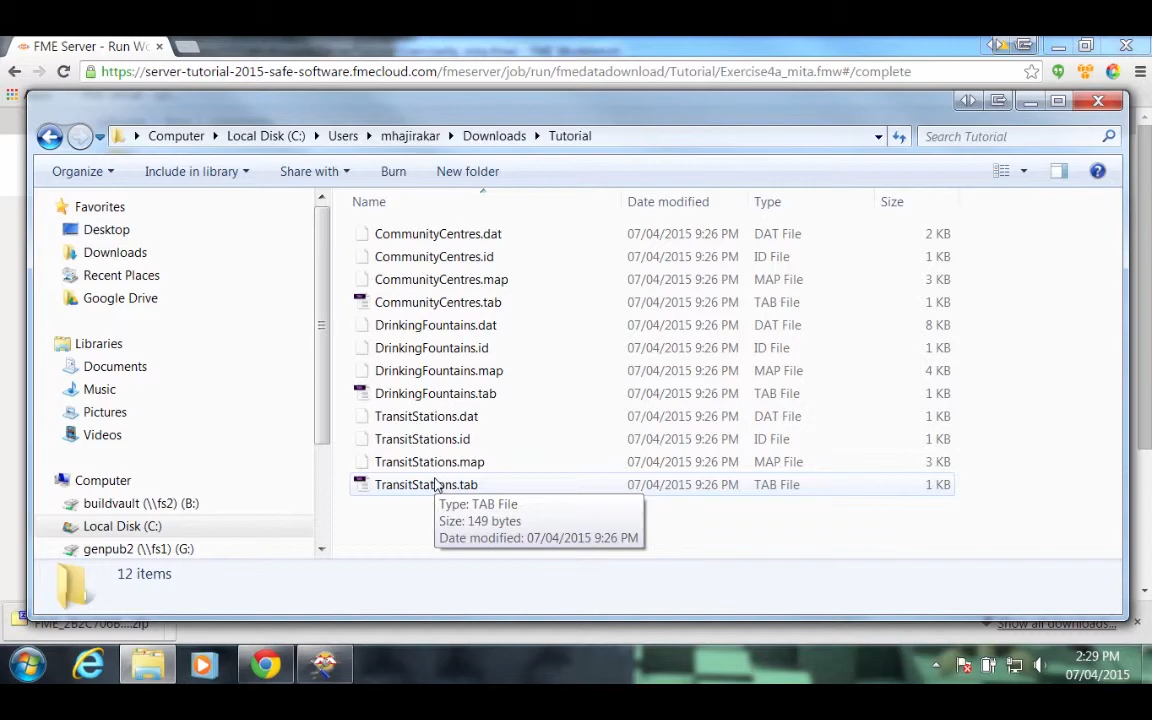 FME Server - Run Wo
https://server-tutorial-2015-safe-software.fmecloud.com/fmeserver/job/run/fmedatadownload/Tutorial/Exercise4a_mita.fmw#/complete
Computer Local Disk (C:) Users mhajirakar Downloads Tutorial
Search Tutorial
Organize Include in library Share with Burn New folder
Name Date modified Type Size
Favorites
Desktop
Downloads
Recent Places
Google Drive
Libraries
Documents
Music
Pictures
Videos
Computer
buildvault (\\fs2) (B:)
Local Disk (C:)
genpub2 (\\fs1) (G:)
CommunityCentres.dat 07/04/2015 9:26 PM DAT File 2 KB
CommunityCentres.id 07/04/2015 9:26 PM ID File 1 KB
CommunityCentres.map 07/04/2015 9:26 PM MAP File 3 KB
CommunityCentres.tab 07/04/2015 9:26 PM TAB File 1 KB
DrinkingFountains.dat 07/04/2015 9:26 PM DAT File 8 KB
DrinkingFountains.id 07/04/2015 9:26 PM ID File 1 KB
DrinkingFountains.map 07/04/2015 9:26 PM MAP File 4 KB
DrinkingFountains.tab 07/04/2015 9:26 PM TAB File 1 KB
TransitStations.dat 07/04/2015 9:26 PM DAT File 2 KB
TransitStations.id 07/04/2015 9:26 PM ID File 1 KB
TransitStations.map 07/04/2015 9:26 PM MAP File 3 KB
TransitStations.tab 07/04/2015 9:26 PM TAB File 1 KB
Type: TAB File
Size: 149 bytes
Date modified: 07/04/2015 9:26 PM
12 items
Show all downloads...
2:29 PM
07/04/2015